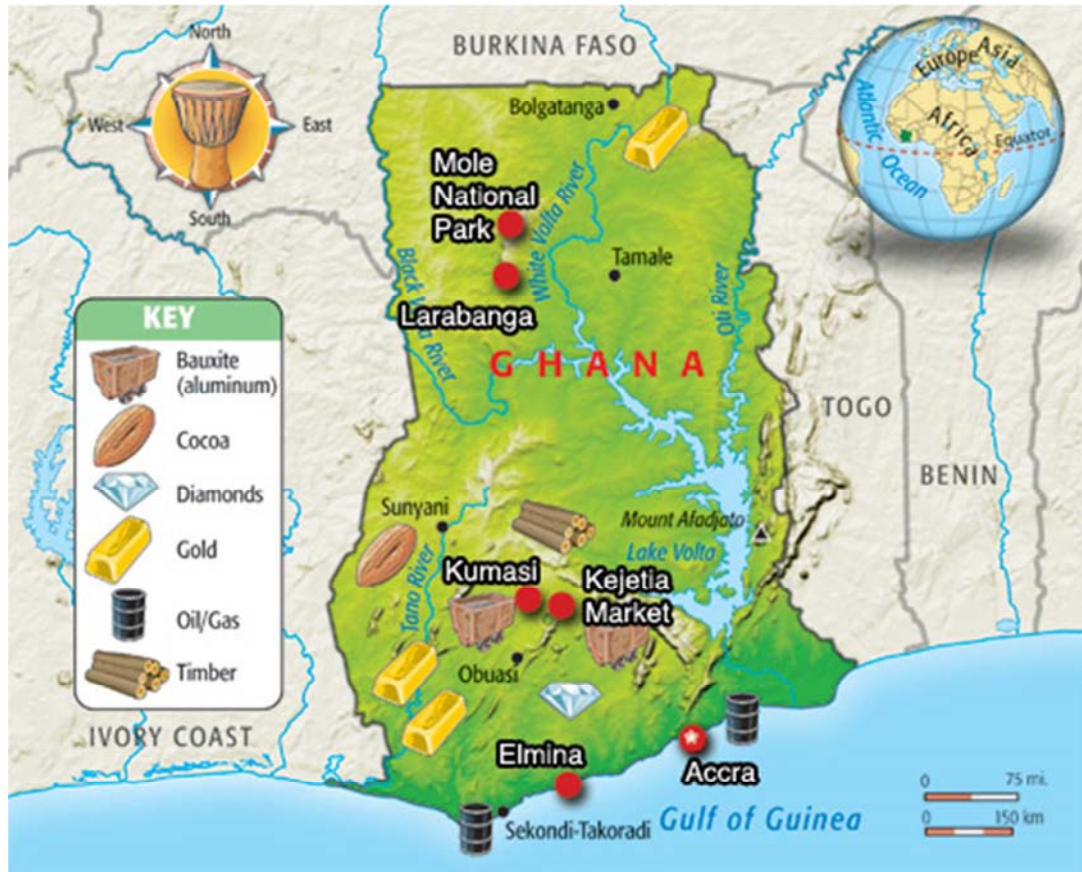 North
West
East
South
BURKINA FASO
Europe
Asia
Africa
Atlantic
Ocean
Equator
Bolgatanga
Mole
National
Park
White Volta River
Tamale
Black Volta River
Oti River
Larabanga
GHANA
TOGO
BENIN
KEY
Bauxite
(aluminum)
Cocoa
Diamonds
Gold
Oil/Gas
Timber
Sunyani
Mount Afadjato
Lake Volta
Tano River
Kumasi
Kejetia
Market
Obuasi
IVORY COAST
Elmina
Accra
Sekondi-Takoradi
Gulf of Guinea
0 75 mi.
0 150 km